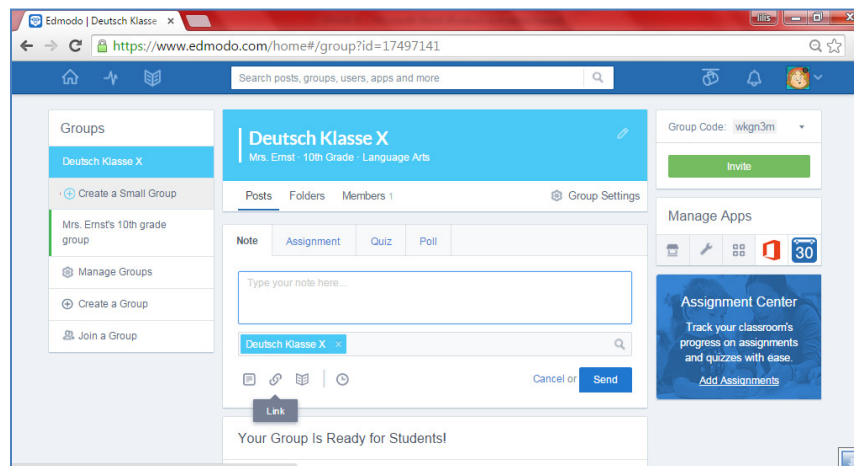 Edmodo | Deutsch Klasse
lilis
https://www.edmodo.com/home#/group?id=17497141
Search posts, groups, users, apps and more
Groups
Deutsch Klasse X
Create a Small Group
Mrs. Ernst's 10th grade
group
Manage Groups
Create a Group
Join a Group
Deutsch Klasse X
Mrs. Ernst · 10th Grade · Language Arts
Posts Folders Members 1 Group Settings
Note Assignment Quiz Poll
Type your note here...
Deutsch Klasse X ×
Cancel or Send
Link
Your Group Is Ready for Students!
Group Code: wkgn3m
Invite
Manage Apps
30
Assignment Center
Track your classroom's
progress on assignments
and quizzes with ease.
Add Assignments